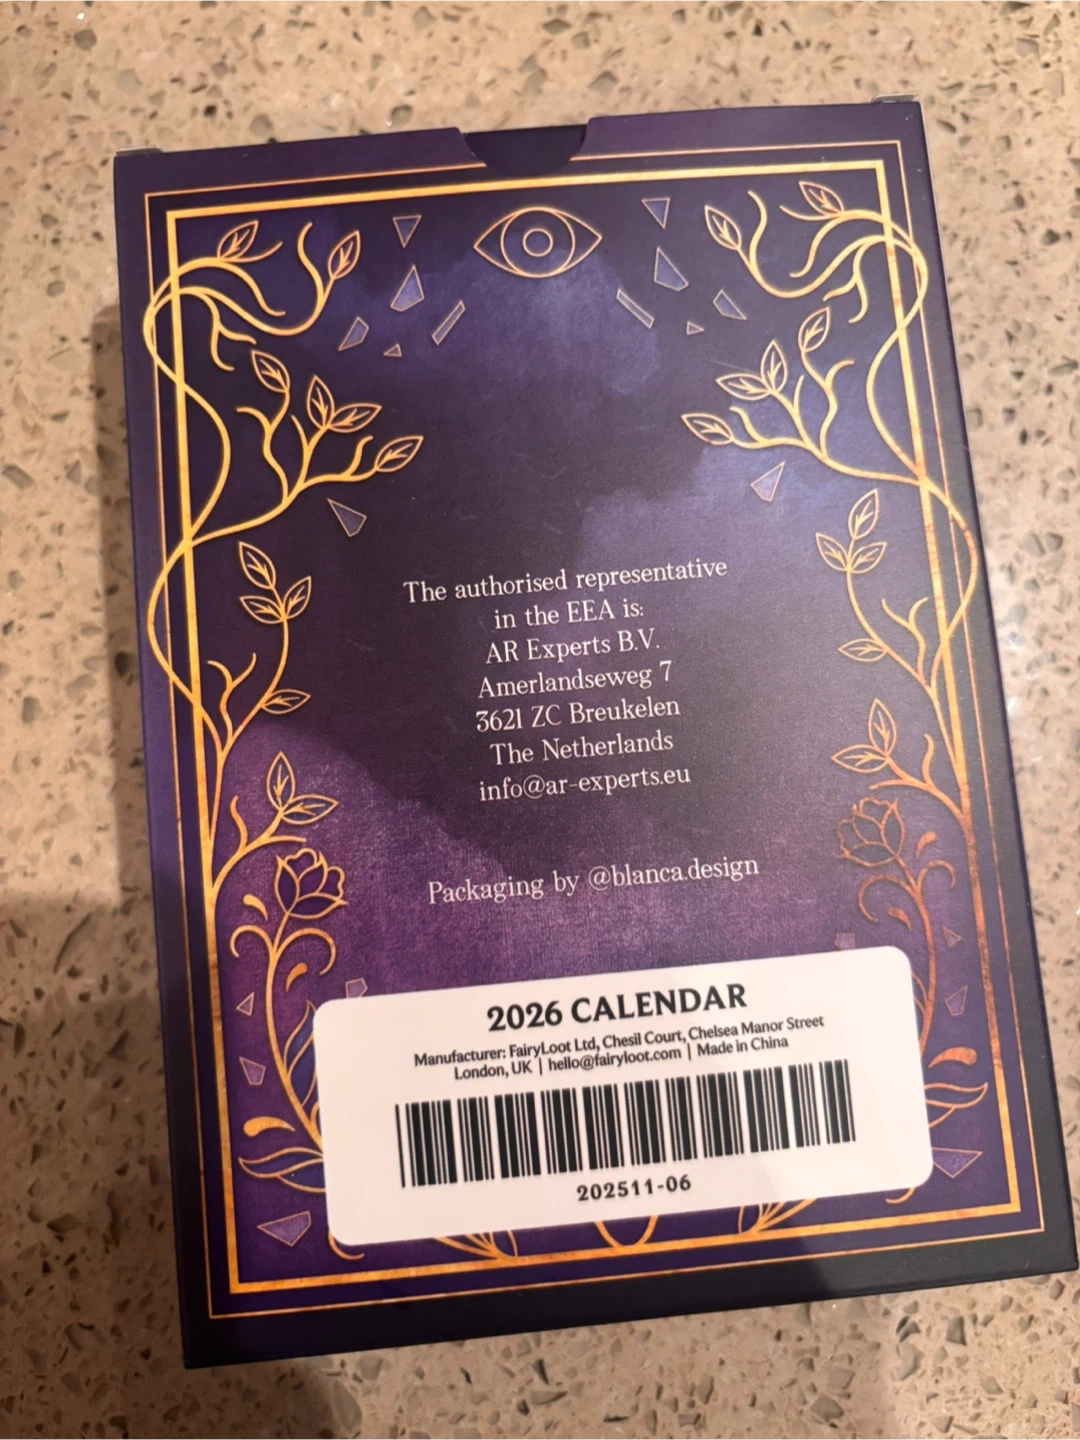 The authorised representative
in the EEA is:
AR Experts B.V.
Amerlandseweg 7
3621 ZC Breukelen
The Netherlands
info@ar-experts.eu
Packaging by @blanca.design
2026 CALENDAR
Manufacturer: FairyLoot Ltd, Chesil Court, Chelsea Manor Street
London, UK | hello@fairyloot.com | Made in China
202511-06